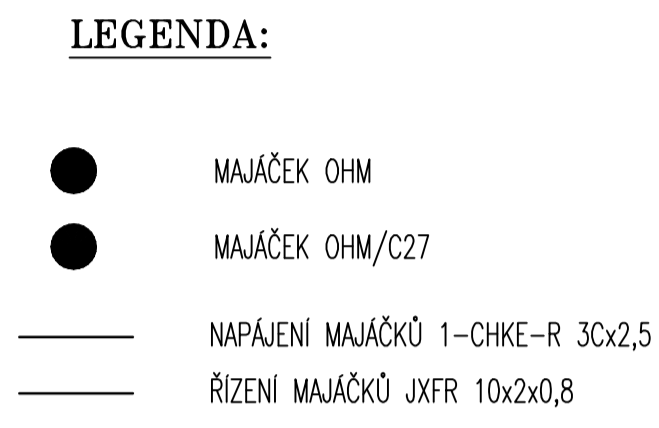 LEGENDA:
MAJÁČEK OHM
MAJÁČEK OHM/C27
NAPÁJENÍ MAJÁČKŮ 1-CHKE-R 3Cx2,5
ŘÍZENÍ MAJÁČKŮ JXFR 10x2x0,8